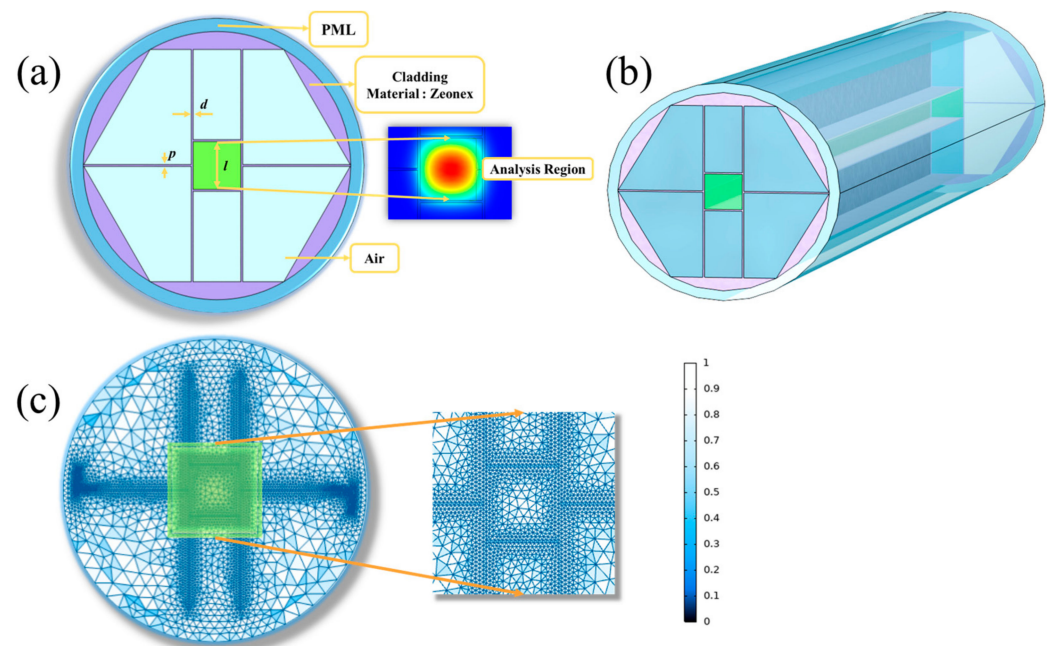 (a)
PML
Cladding
Material : Zeonex
d
p
l
Analysis Region
Air
(b)
(c)
1
0.9
0.8
0.7
0.6
0.5
0.4
0.3
0.2
0.1
0